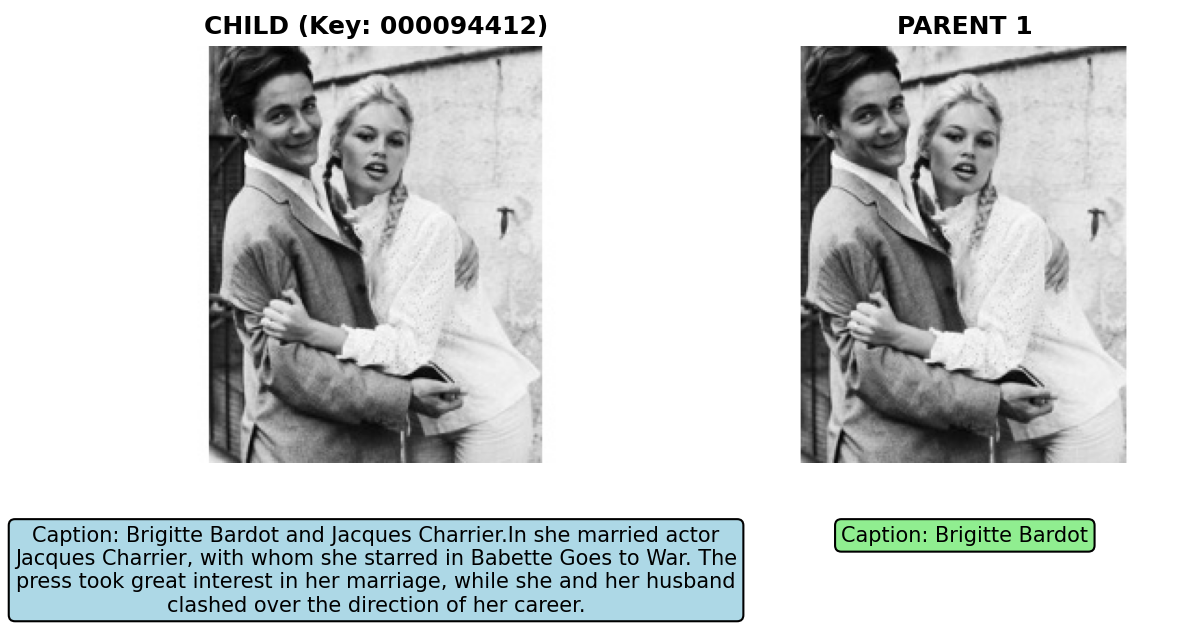 CHILD (Key: 000094412)
PARENT 1
Caption: Brigitte Bardot and Jacques Charrier.In she married actor
Jacques Charrier, with whom she starred in Babette Goes to War. The
press took great interest in her marriage, while she and her husband
clashed over the direction of her career.
Caption: Brigitte Bardot